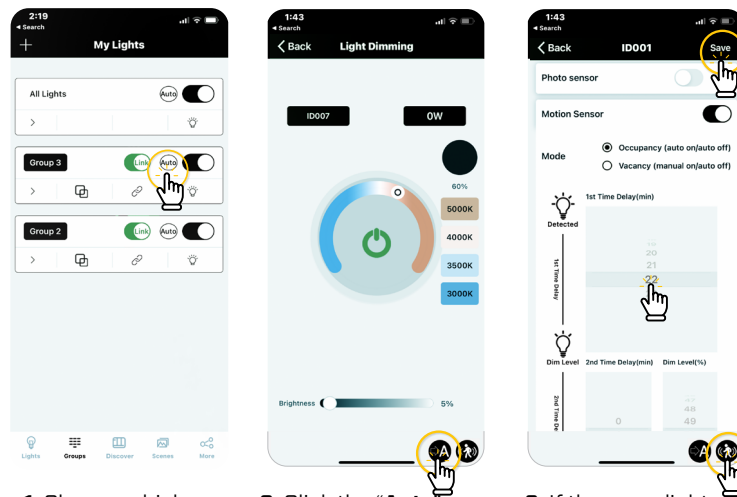 2:19
◀ Search
My Lights
All Lights
Auto
Group 3
Link
Auto
Group 2
Link
Auto
Lights
Groups
Discover
Scenes
More
1:43
◀ Search
Back
Light Dimming
ID007
0W
60%
5000K
4000K
3500K
3000K
Brightness
5%
A
1:43
◀ Search
Back
ID001
Save
Photo sensor
Motion Sensor
Mode
Occupancy (auto on/auto off)
Vacancy (manual on/auto off)
1st Time Delay(min)
Detected
1st Time Delay
20
21
22
Dim Level
2nd Time Delay(min)
Dim Level(%)
2nd Time De
0
48
49
A